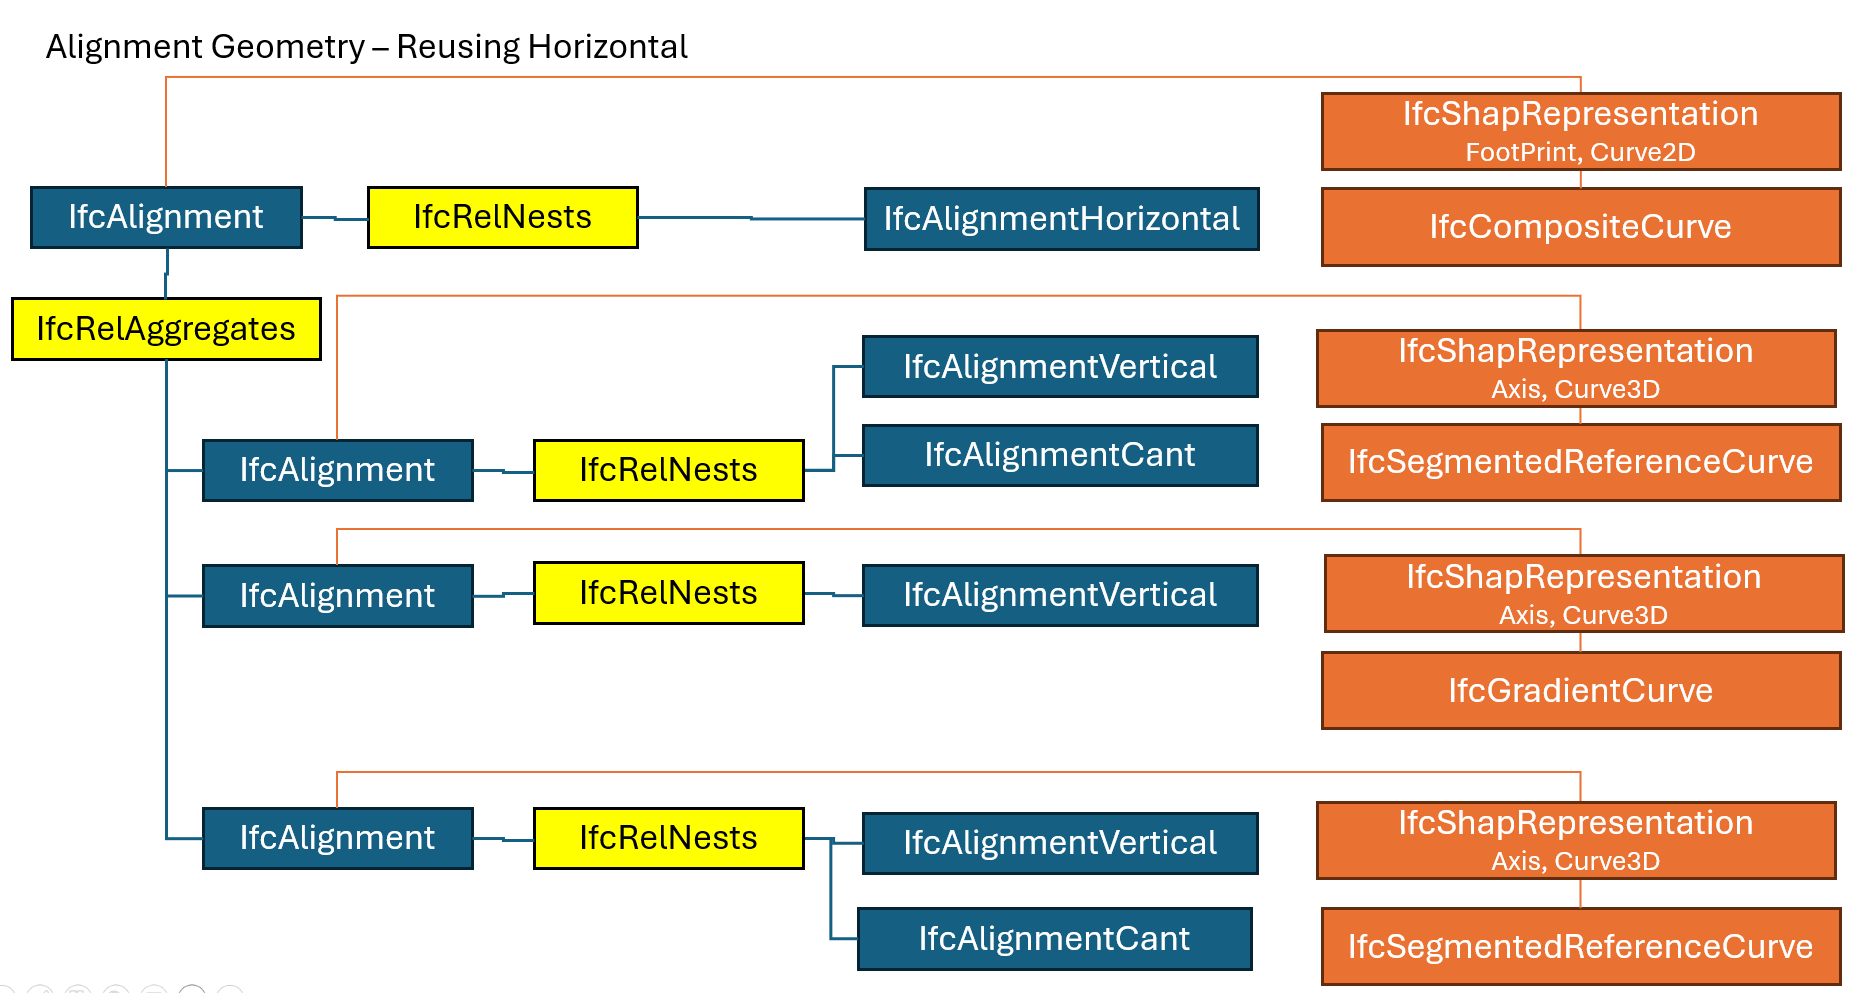 Alignment Geometry – Reusing Horizontal
IfcShapRepresentation
FootPrint, Curve2D
IfcAlignment
IfcRelNests
IfcAlignmentHorizontal
IfcCompositeCurve
IfcRelAggregates
IfcAlignmentVertical
IfcShapRepresentation
Axis, Curve3D
IfcAlignment
IfcRelNests
IfcAlignmentCant
IfcSegmentedReferenceCurve
IfcAlignment
IfcRelNests
IfcAlignmentVertical
IfcShapRepresentation
Axis, Curve3D
IfcGradientCurve
IfcAlignment
IfcRelNests
IfcAlignmentVertical
IfcShapRepresentation
Axis, Curve3D
IfcAlignmentCant
IfcSegmentedReferenceCurve